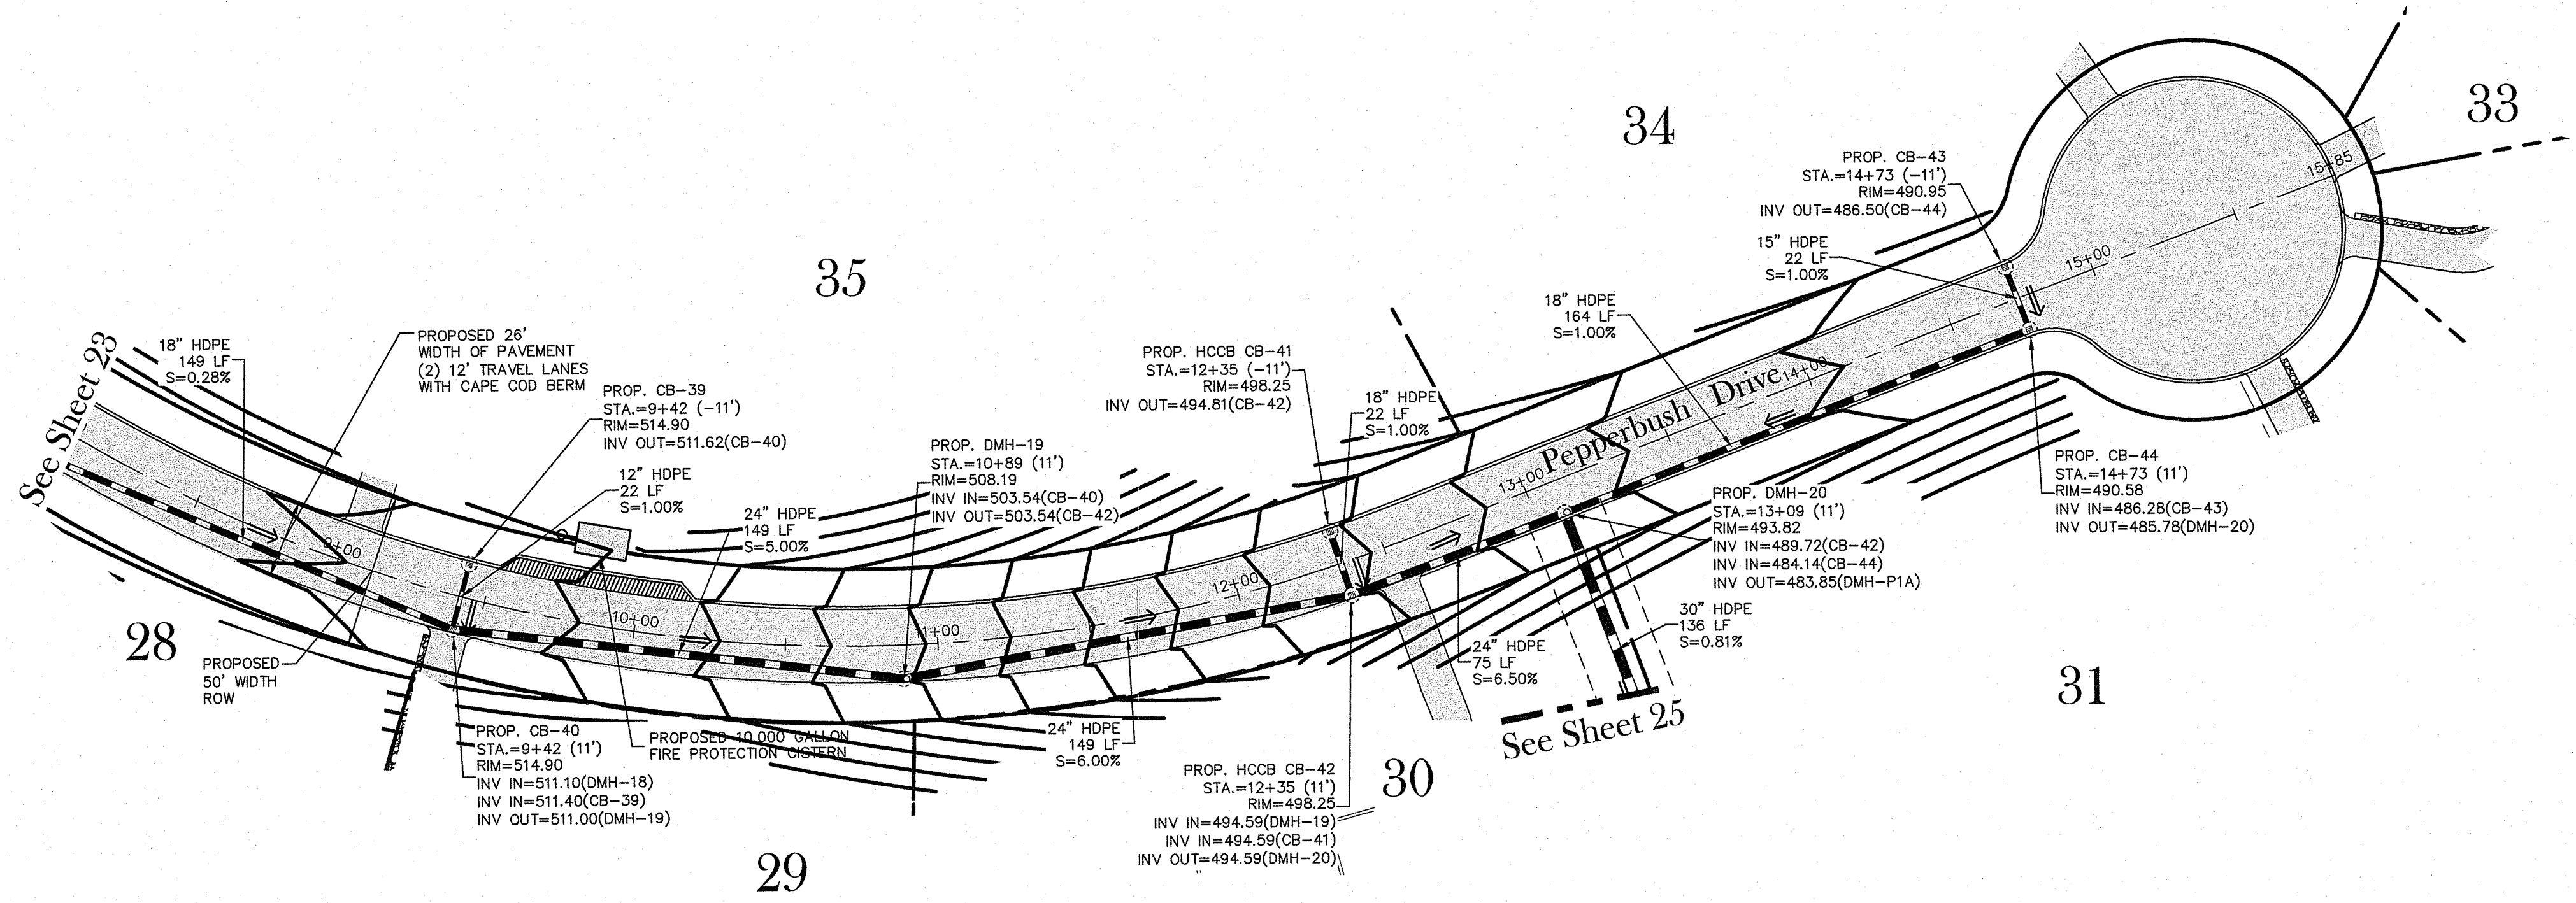 See Sheet 23
18" HDPE
149 LF
S=0.28%
PROPOSED 26'
WIDTH OF PAVEMENT
(2) 12' TRAVEL LANES
WITH CAPE COD BERM
35
PROP. CB-39
STA.=9+42 (-11')
RIM=514.90
INV OUT=511.62(CB-40)
12" HDPE
22 LF
S=1.00%
24" HDPE
149 LF
S=5.00%
PROP. DMH-19
STA.=10+89 (11')
RIM=508.19
INV IN=503.54(CB-40)
INV OUT=503.54(CB-42)
9+00
10+00
11+00
12+00
13+00
14+00
15+00
15+85
28
PROPOSED
50' WIDTH
ROW
PROP. CB-40
STA.=9+42 (11')
RIM=514.90
INV IN=511.10(DMH-18)
INV IN=511.40(CB-39)
INV OUT=511.00(DMH-19)
PROPOSED 10,000 GALLON
FIRE PROTECTION CISTERN
29
24" HDPE
149 LF
S=6.00%
PROP. HCCB CB-41
STA.=12+35 (-11')
RIM=498.25
INV OUT=494.81(CB-42)
18" HDPE
22 LF
S=1.00%
PROP. HCCB CB-42
STA.=12+35 (11')
RIM=498.25
INV IN=494.59(DMH-19)
INV IN=494.59(CB-41)
INV OUT=494.59(DMH-20)
30
24" HDPE
75 LF
S=6.50%
See Sheet 25
30" HDPE
136 LF
S=0.81%
PROP. DMH-20
STA.=13+09 (11')
RIM=493.82
INV IN=489.72(CB-42)
INV IN=484.14(CB-44)
INV OUT=483.85(DMH-P1A)
Pepperbush Drive
18" HDPE
164 LF
S=1.00%
34
15" HDPE
22 LF
S=1.00%
PROP. CB-43
STA.=14+73 (-11')
RIM=490.95
INV OUT=486.50(CB-44)
PROP. CB-44
STA.=14+73 (11')
RIM=490.58
INV IN=486.28(CB-43)
INV OUT=485.78(DMH-20)
33
31